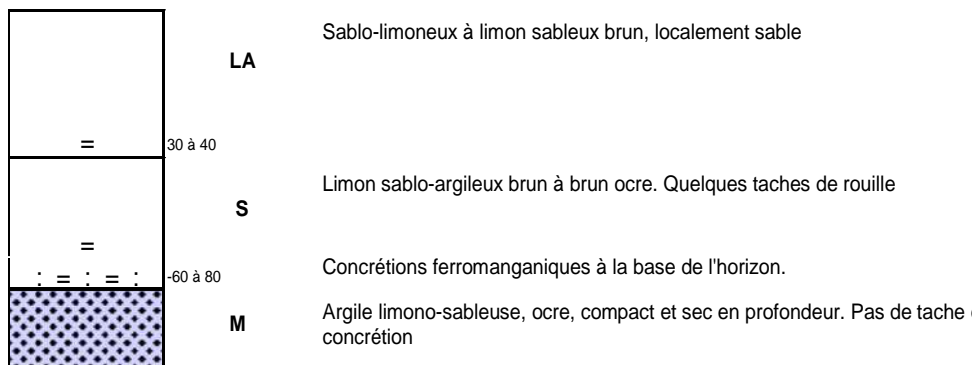 Sablo-limoneux à limon sableux brun, localement sable
LA
= 30 à 40
Limon sablo-argileux brun à brun ocre. Quelques taches de rouille
S
=
: = : = : -60 à 80
Concrétions ferromanganiques à la base de l'horizon.
M
Argile limono-sableuse, ocre, compact et sec en profondeur. Pas de tache
concrétion